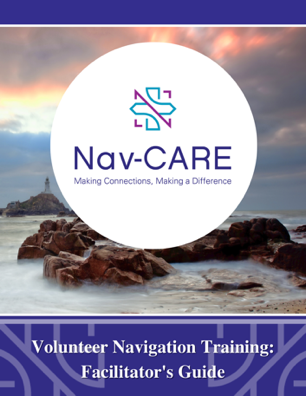 Nav-CARE
Making Connections, Making a Difference
Volunteer Navigation Training:
Facilitator's Guide